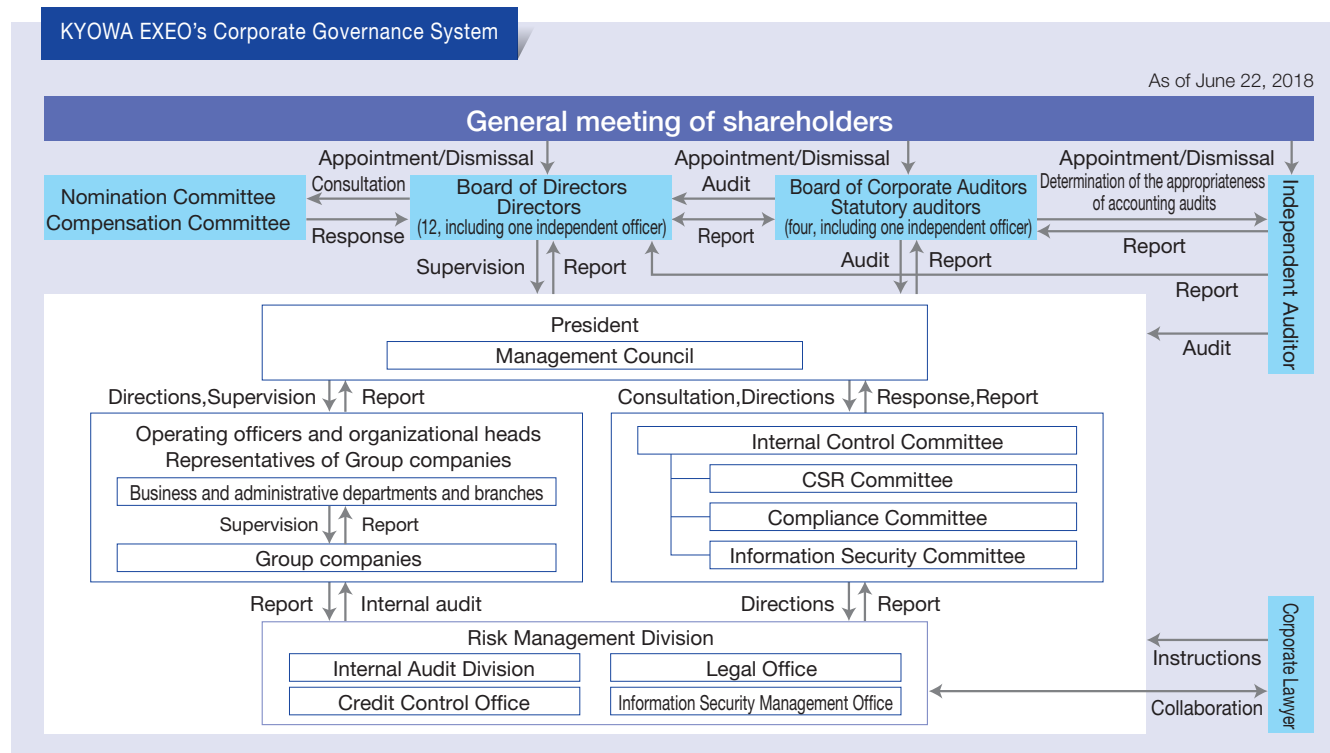 KYOWA EXEO's Corporate Governance System
As of June 22, 2018
General meeting of shareholders
Appointment/Dismissal
Appointment/Dismissal
Appointment/Dismissal
Nomination Committee
Compensation Committee
Consultation
Response
Board of Directors
Directors
(12, including one independent officer)
Audit
Report
Board of Corporate Auditors
Statutory auditors
(four, including one independent officer)
Determination of the appropriateness
of accounting audits
Report
Independent Auditor
Supervision
Report
Audit
Report
Report
Audit
President
Management Council
Directions,Supervision
Report
Consultation,Directions
Response,Report
Operating officers and organizational heads
Representatives of Group companies
Business and administrative departments and branches
Supervision
Report
Group companies
Internal Control Committee
CSR Committee
Compliance Committee
Information Security Committee
Report
Internal audit
Directions
Report
Risk Management Division
Internal Audit Division
Legal Office
Credit Control Office
Information Security Management Office
Instructions
Collaboration
Corporate Lawyer